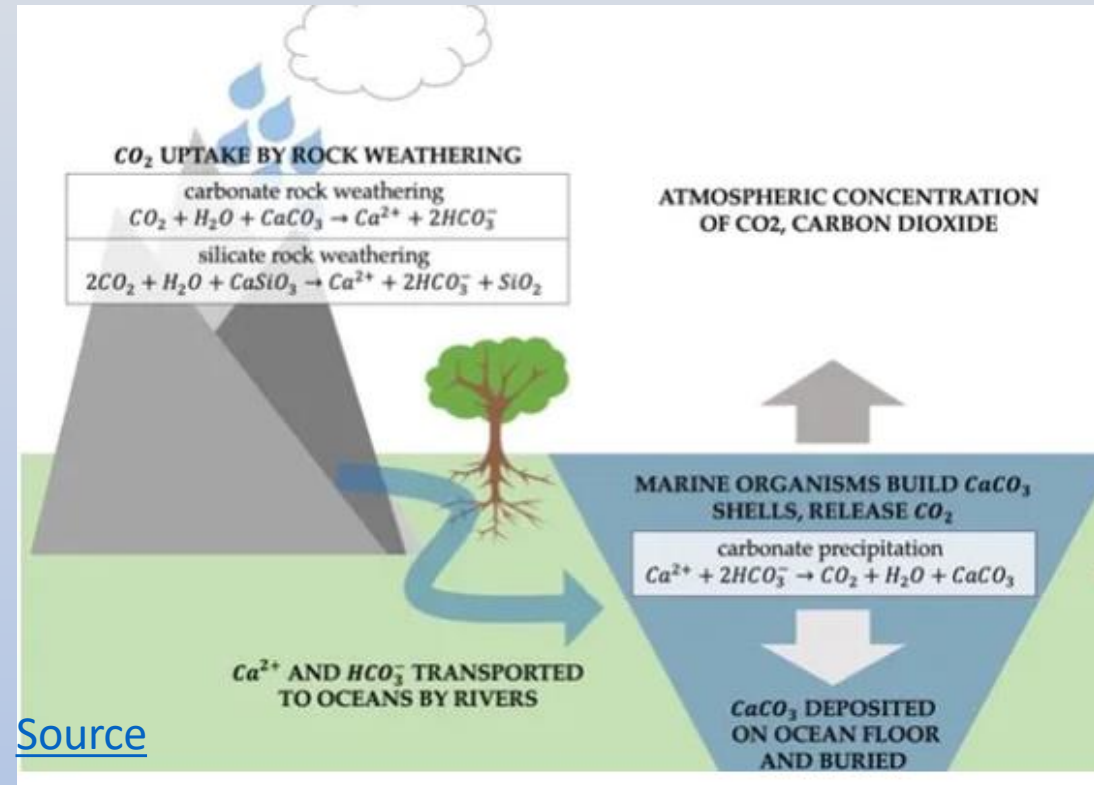 CO₂ UPTAKE BY ROCK WEATHERING
carbonate rock weathering
CO₂ + H₂O + CaCO₃ → Ca²⁺ + 2HCO₃⁻
silicate rock weathering
2CO₂ + H₂O + CaSiO₃ → Ca²⁺ + 2HCO₃⁻ + SiO₂
ATMOSPHERIC CONCENTRATION
OF CO2, CARBON DIOXIDE
MARINE ORGANISMS BUILD CaCO₃
SHELLS, RELEASE CO₂
carbonate precipitation
Ca²⁺ + 2HCO₃⁻ → CO₂ + H₂O + CaCO₃
Ca²⁺ AND HCO₃⁻ TRANSPORTED
TO OCEANS BY RIVERS
CaCO₃ DEPOSITED
ON OCEAN FLOOR
AND BURIED
Source